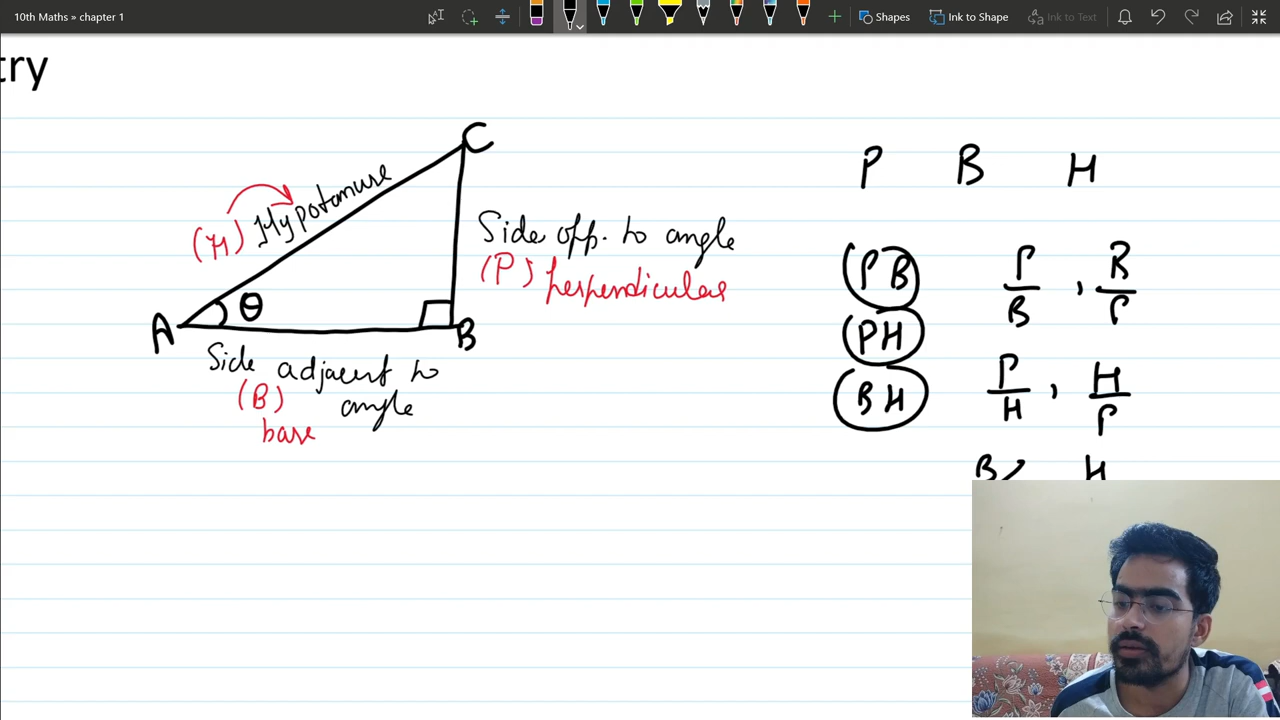 10th Maths » chapter 1
Shapes
Ink to Shape
Ink to Text
try
C
P B H
(H) Hypotamuse
Side opp. to angle
(P) perpendicular
θ
A
B
Side adjacent to
angle
(B)
base
PB
PH
BH
P/B , B/P
P/H , H/P
B H